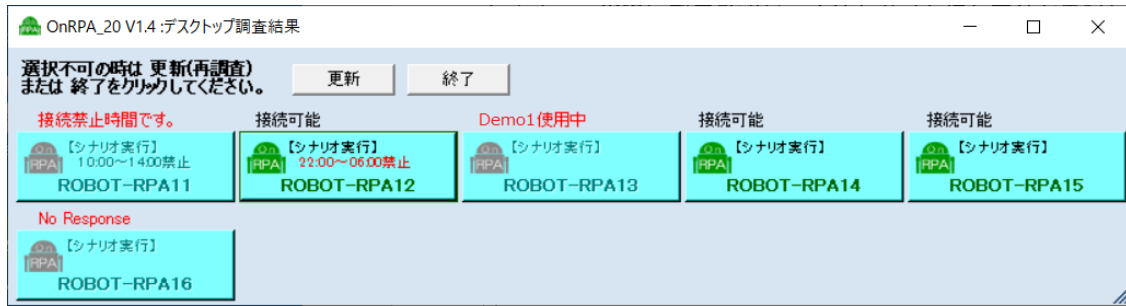 OnRPA_20 V1.4 :デスクトップ調査結果
選択不可の時は 更新(再調査)
または 終了をクリックしてください。
更新
終了
接続禁止時間です。
接続可能
Demo1使用中
接続可能
接続可能
On
RPA
【シナリオ実行】
10:00～14:00禁止
ROBOT-RPA11
On
RPA
【シナリオ実行】
22:00～06:00禁止
ROBOT-RPA12
On
RPA
【シナリオ実行】
ROBOT-RPA13
On
RPA
【シナリオ実行】
ROBOT-RPA14
On
RPA
【シナリオ実行】
ROBOT-RPA15
No Response
On
RPA
【シナリオ実行】
ROBOT-RPA16